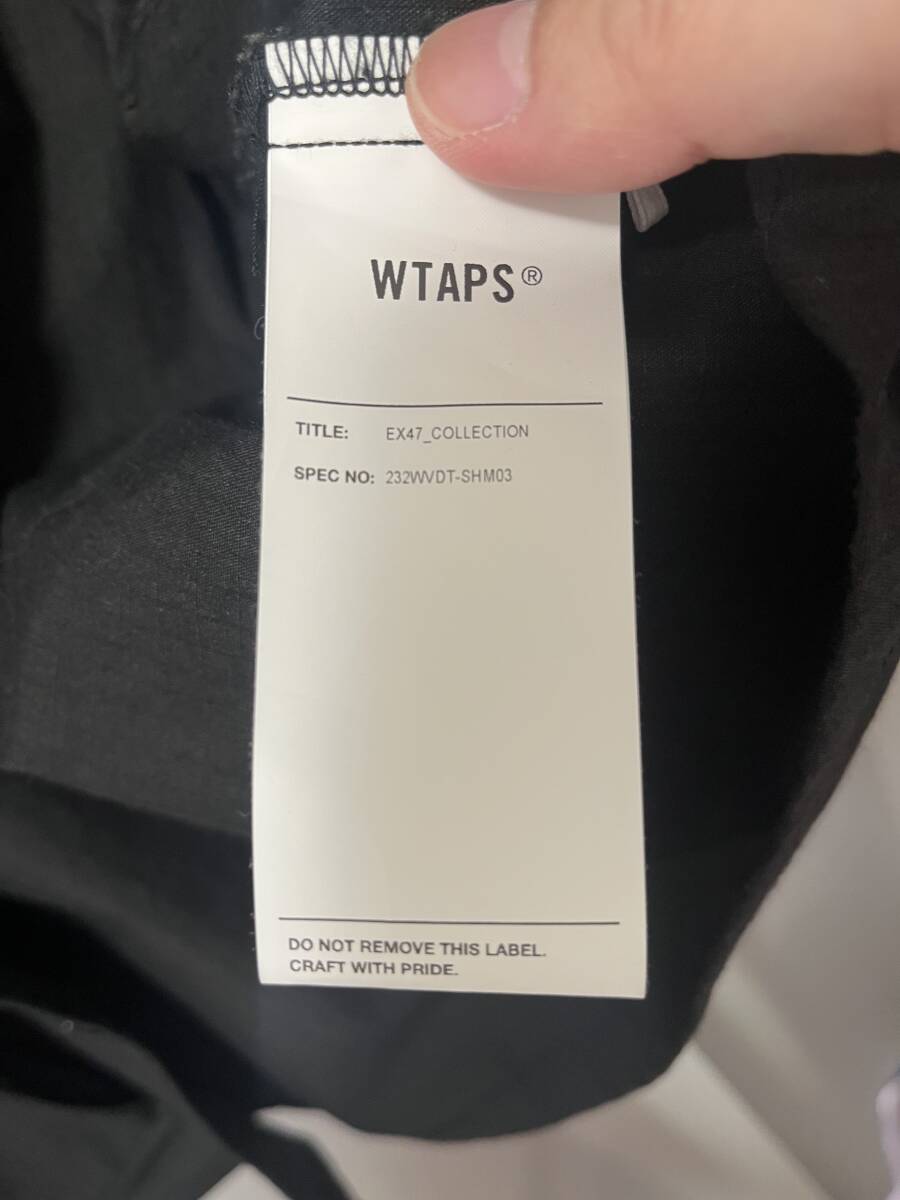 WTAPS®
TITLE: EX47_COLLECTION
SPEC NO: 232WVDT-SHM03
DO NOT REMOVE THIS LABEL.
CRAFT WITH PRIDE.